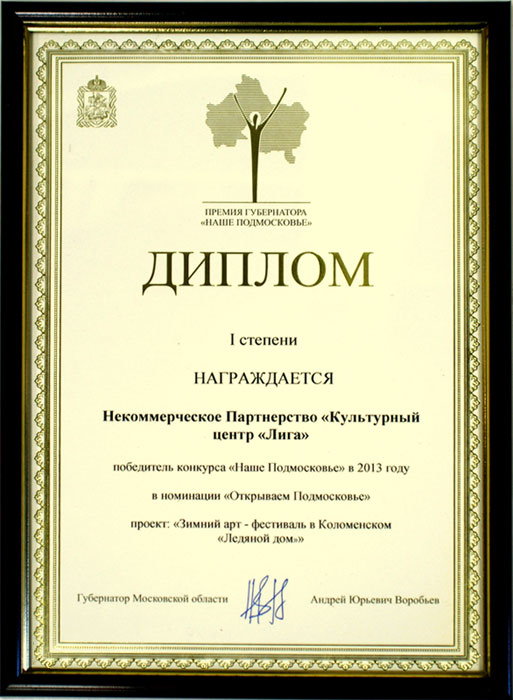 ПРЕМИЯ ГУБЕРНАТОРА
«НАШЕ ПОДМОСКОВЬЕ»
ДИПЛОМ
I степени
НАГРАЖДАЕТСЯ
Некоммерческое Партнерство «Культурный
центр «Лига»
победитель конкурса «Наше Подмосковье» в 2013 году
в номинации «Открываем Подмосковье»
проект: «Зимний арт - фестиваль в Коломенском
«Ледяной дом»»
Губернатор Московской области
Андрей Юрьевич Воробьев